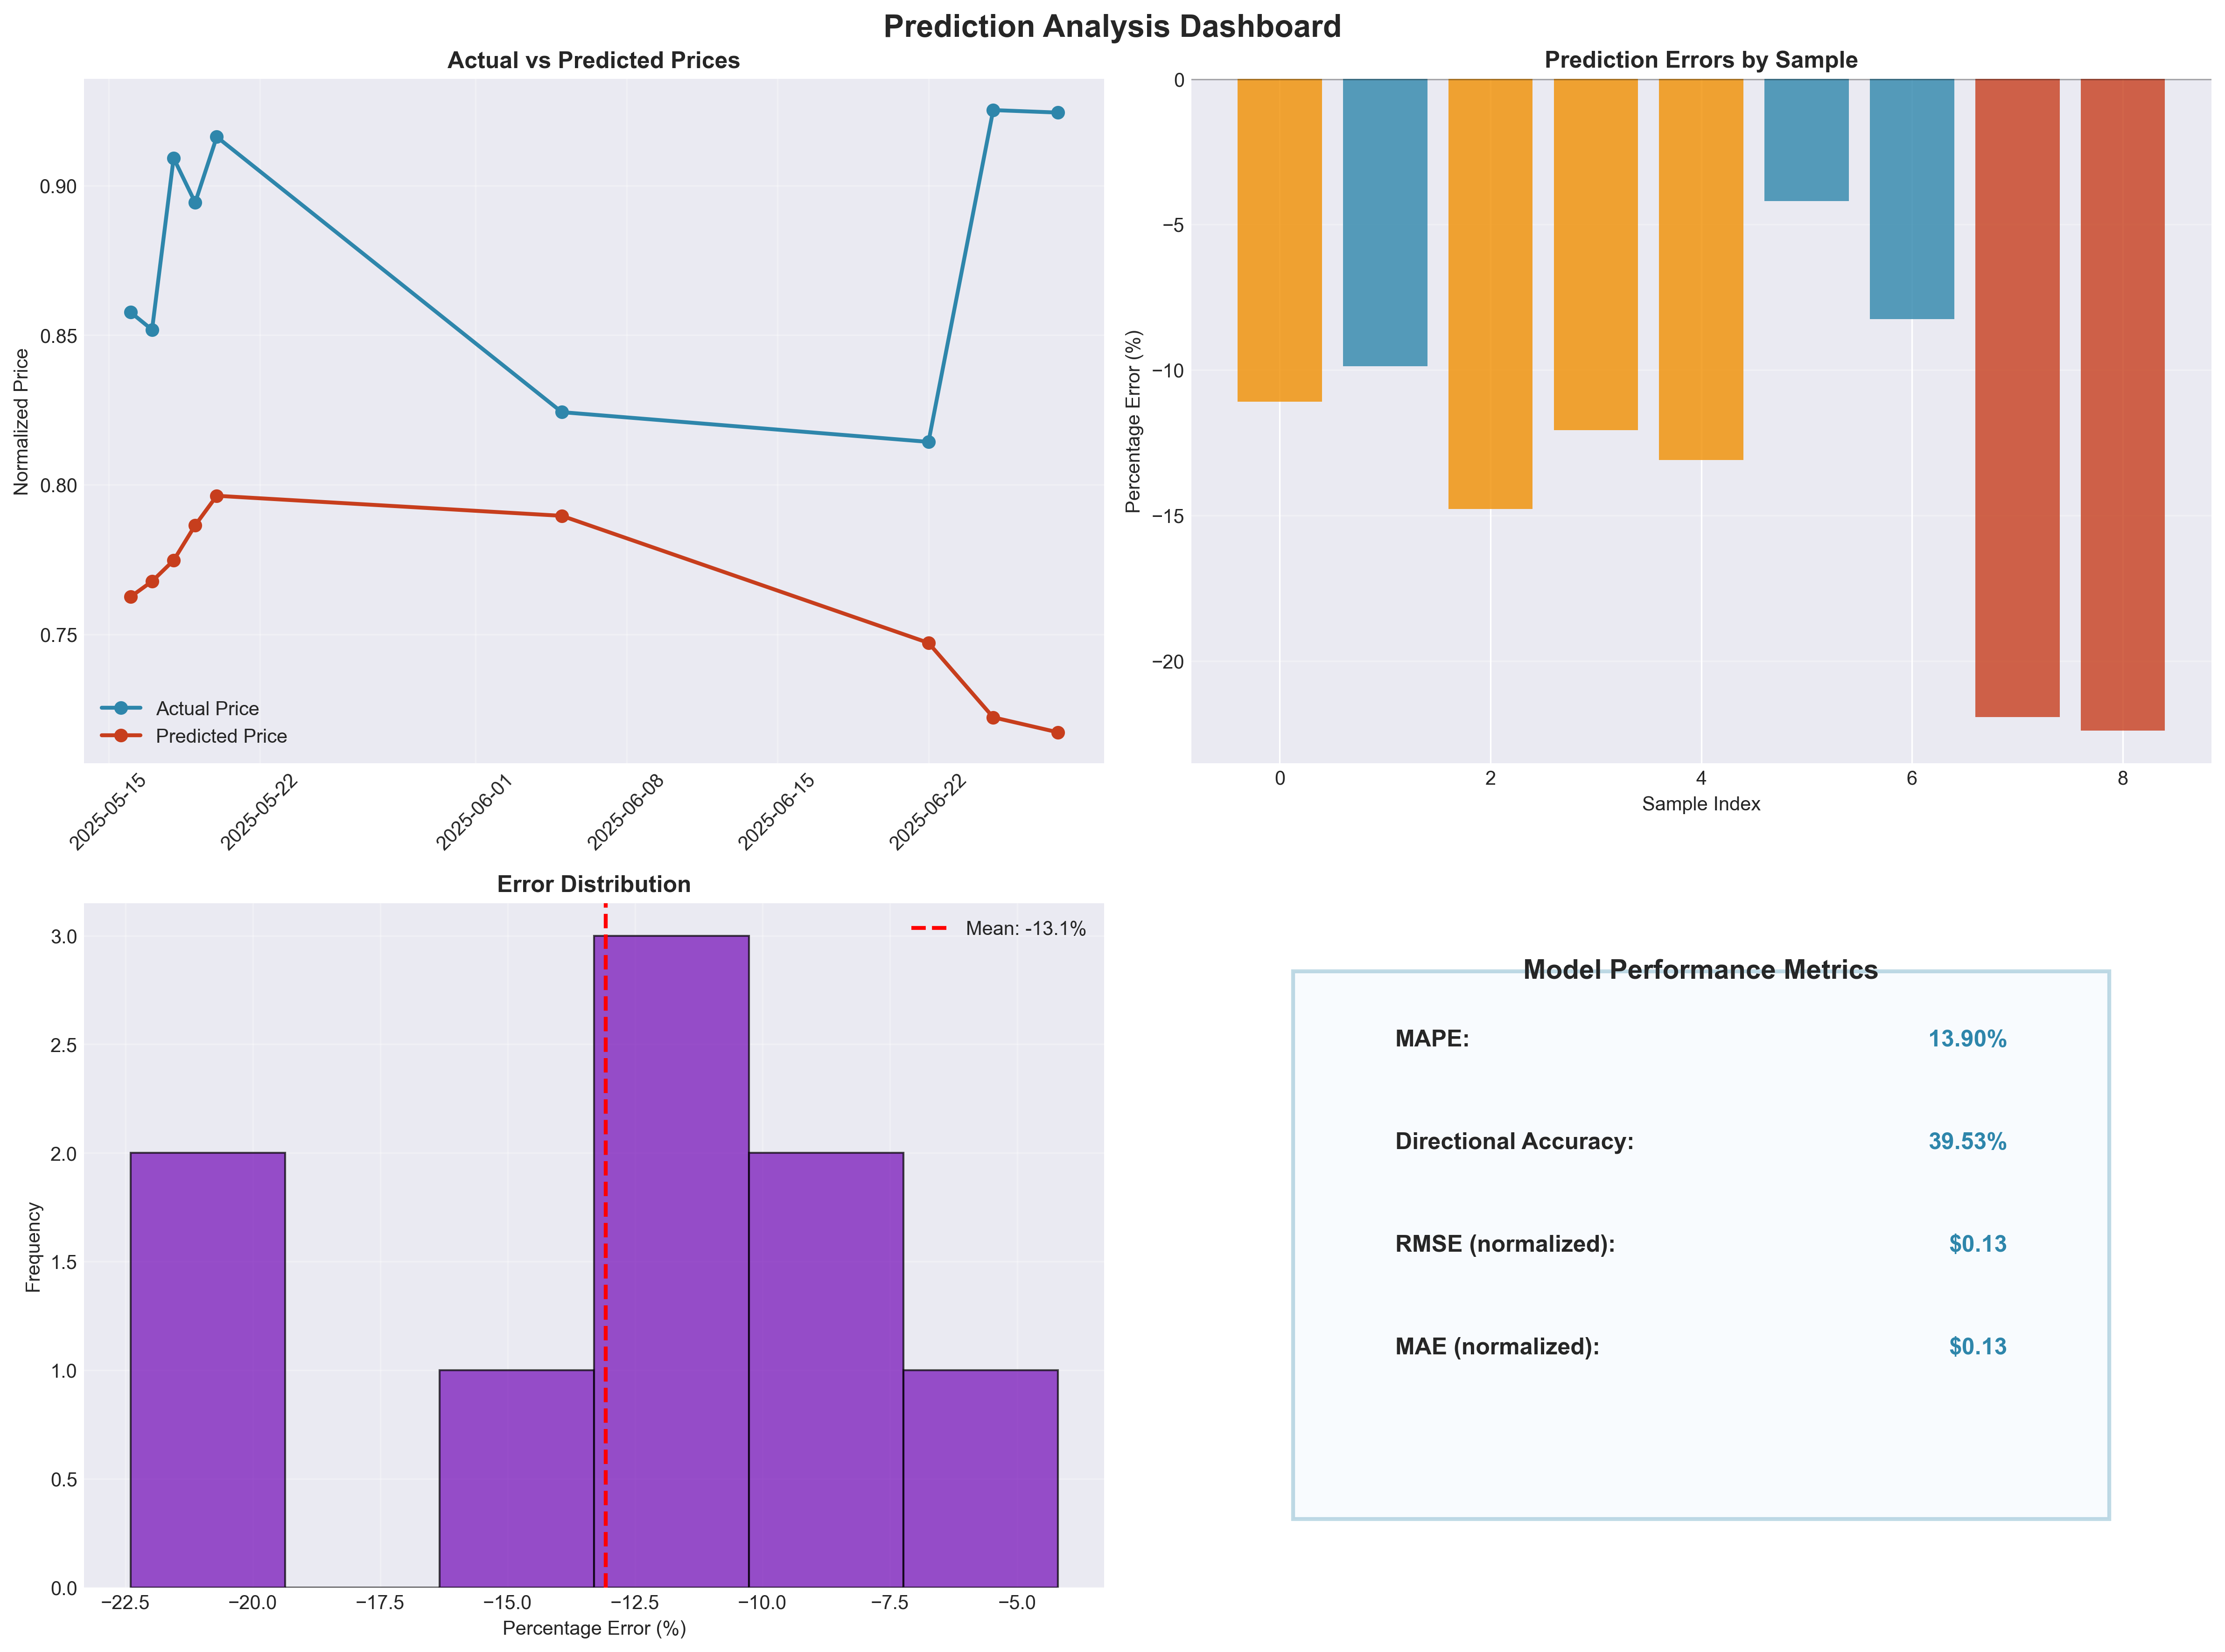 Prediction Analysis Dashboard
Actual vs Predicted Prices
Normalized Price
0.90
0.85
0.80
0.75
Actual Price
Predicted Price
2025-05-15
2025-05-22
2025-06-01
2025-06-08
2025-06-15
2025-06-22
Prediction Errors by Sample
Percentage Error (%)
0
−5
−10
−15
−20
0 2 4 6 8
Sample Index
Error Distribution
Frequency
3.0
2.5
2.0
1.5
1.0
0.5
0.0
Mean: -13.1%
−22.5 −20.0 −17.5 −15.0 −12.5 −10.0 −7.5 −5.0
Percentage Error (%)
Model Performance Metrics
MAPE: 13.90%
Directional Accuracy: 39.53%
RMSE (normalized): $0.13
MAE (normalized): $0.13